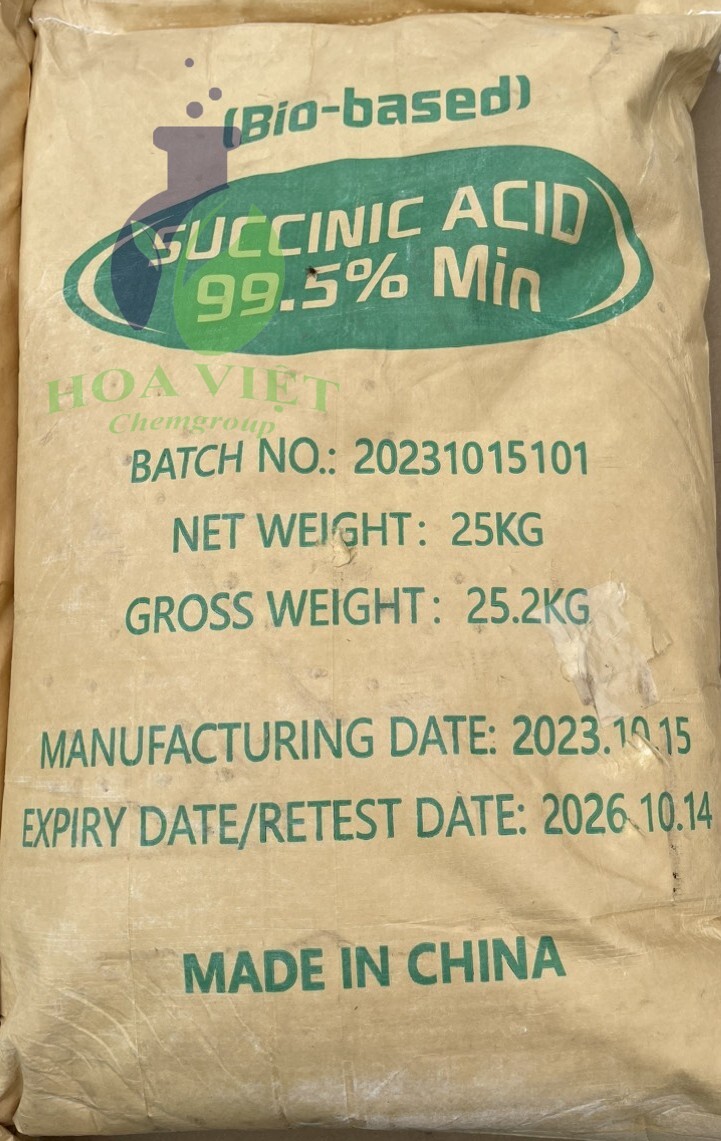 (Bio-based)
SUCCINIC ACID
99.5% Min
HOA VIỆT
Chemgroup
BATCH NO.: 20231015101
NET WEIGHT: 25KG
GROSS WEIGHT: 25.2KG
MANUFACTURING DATE: 2023.10.15
EXPIRY DATE/RETEST DATE: 2026.10.14
MADE IN CHINA